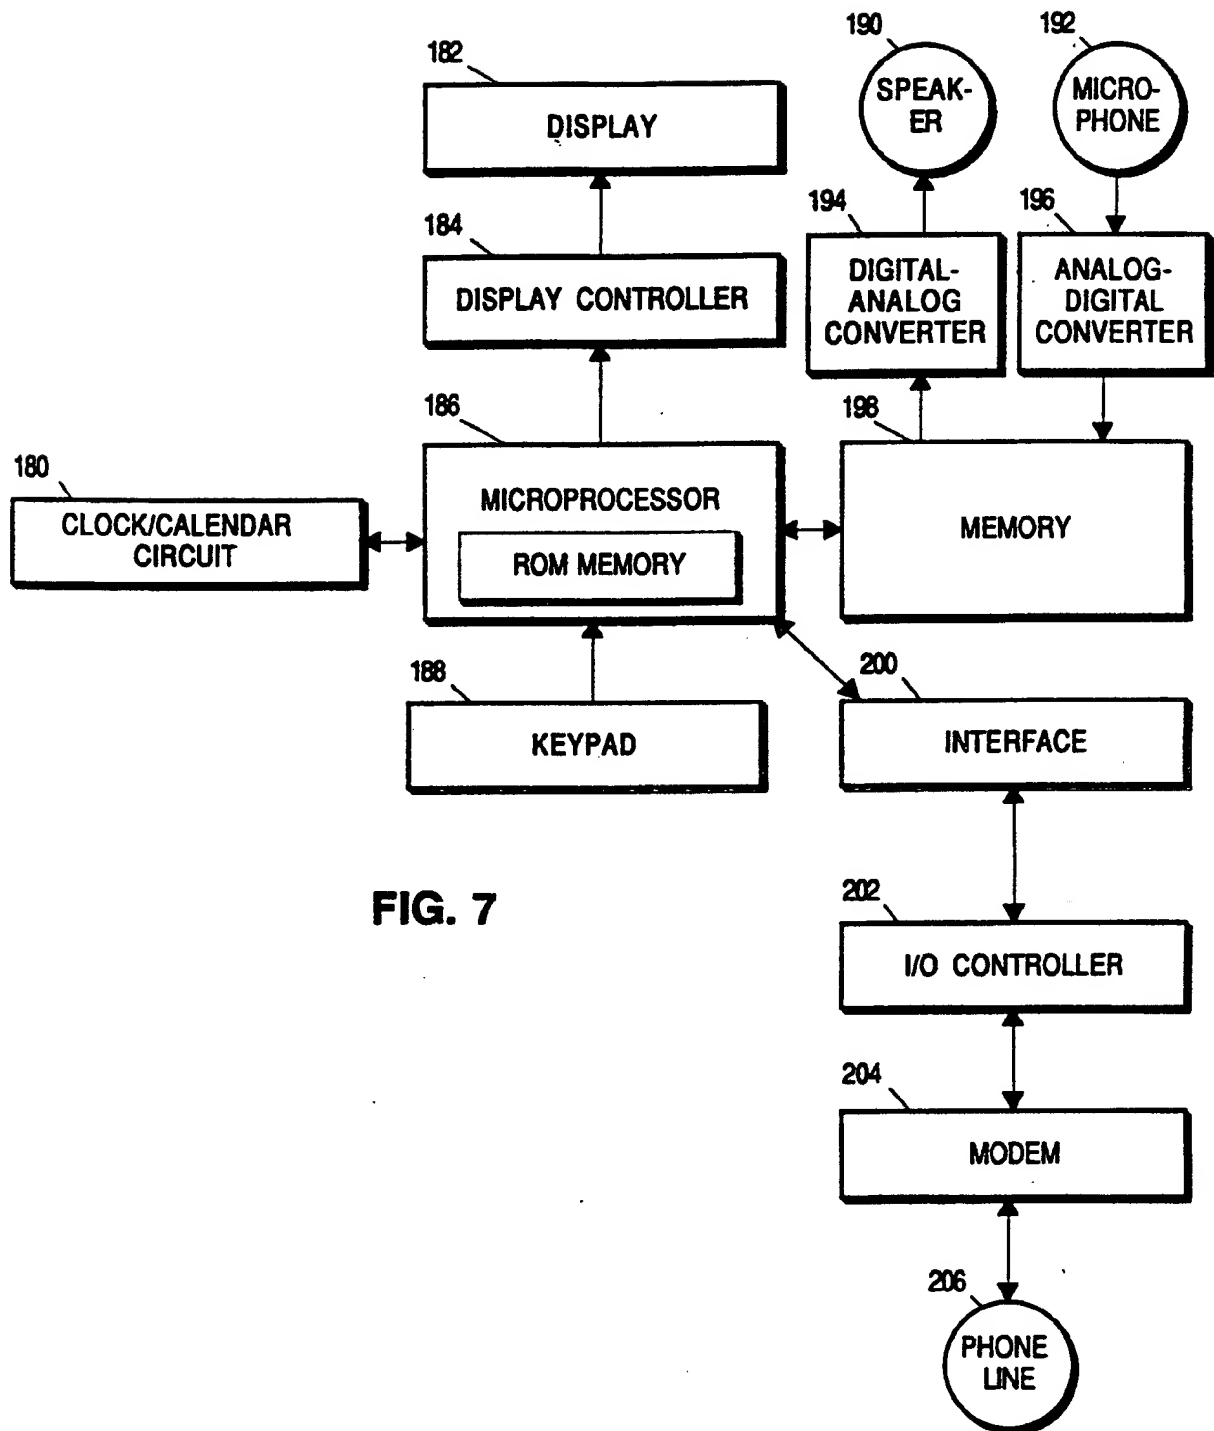 190
192
182
SPEAK-
ER
MICRO-
PHONE
DISPLAY
184
194
196
DISPLAY CONTROLLER
DIGITAL-
ANALOG
CONVERTER
ANALOG-
DIGITAL
CONVERTER
186
198
180
CLOCK/CALENDAR
CIRCUIT
MICROPROCESSOR
ROM MEMORY
MEMORY
188
200
KEYPAD
INTERFACE
FIG. 7
202
I/O CONTROLLER
204
MODEM
206
PHONE
LINE